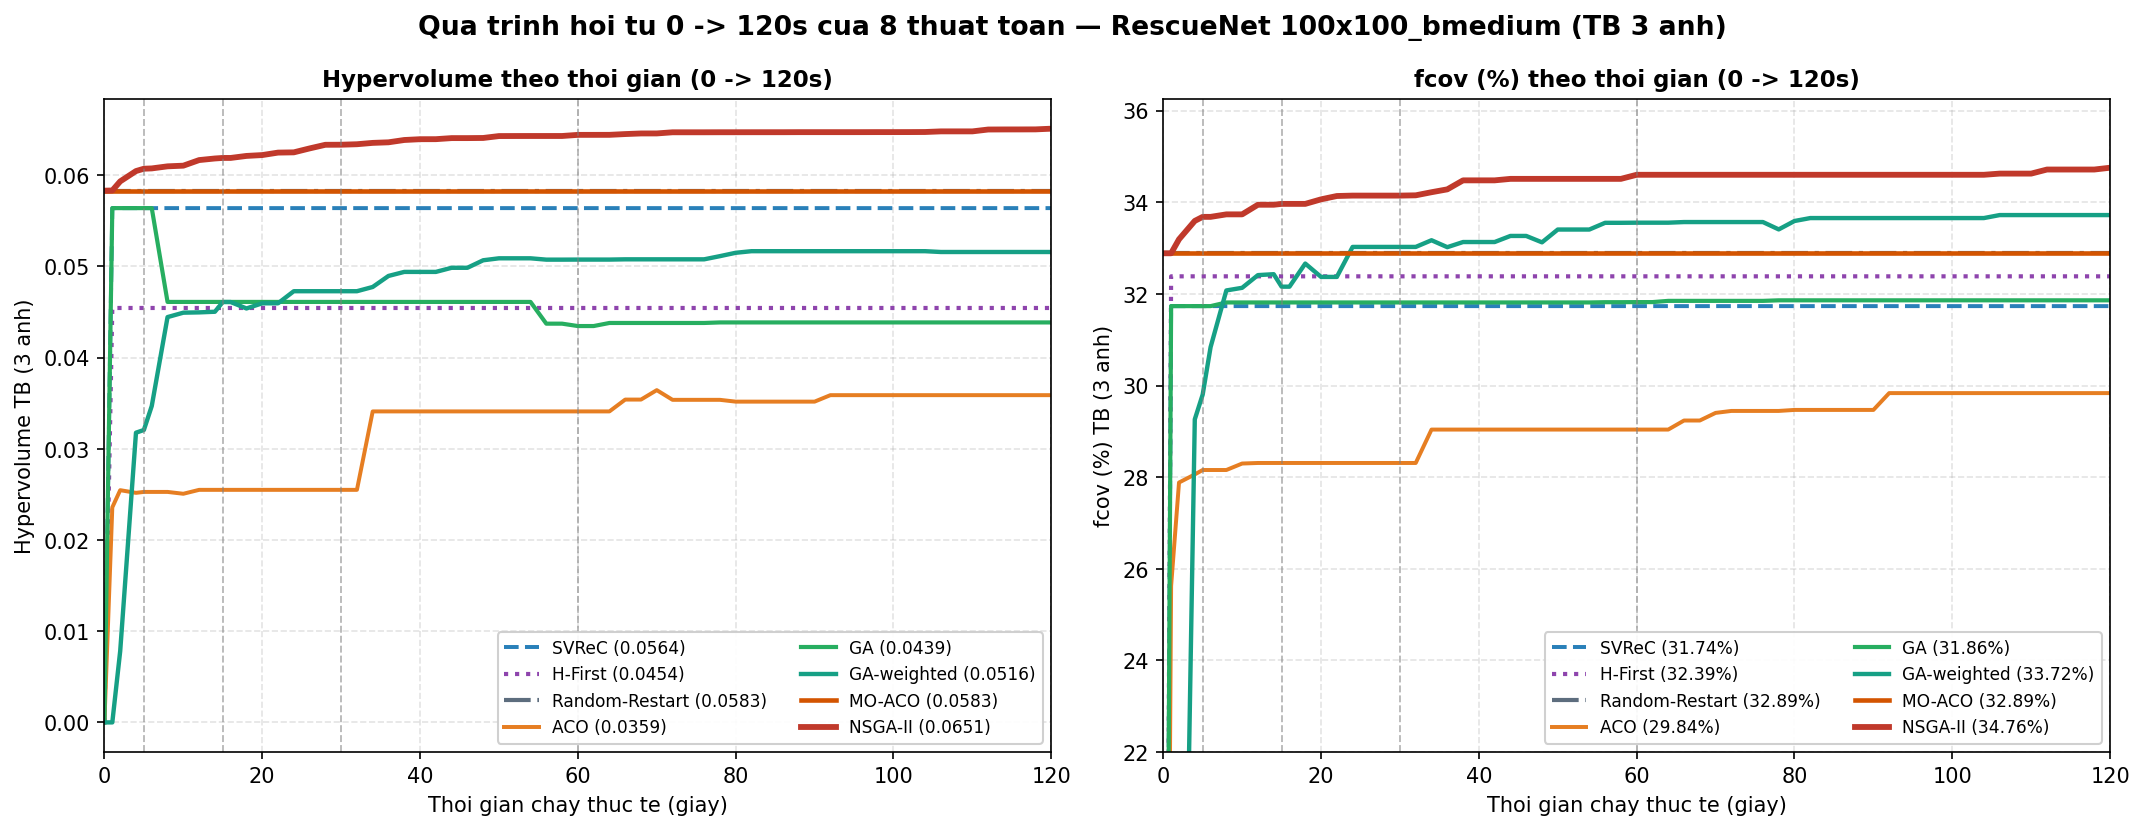 Qua trinh hoi tu 0 -> 120s cua 8 thuat toan — RescueNet 100x100_bmedium (TB 3 anh)
Hypervolume theo thoi gian (0 -> 120s)
Hypervolume TB (3 anh)
0.06
0.05
0.04
0.03
0.02
0.01
0.00
SVReC (0.0564)
H-First (0.0454)
Random-Restart (0.0583)
ACO (0.0359)
GA (0.0439)
GA-weighted (0.0516)
MO-ACO (0.0583)
NSGA-II (0.0651)
0 20 40 60 80 100 120
Thoi gian chay thuc te (giay)
fcov (%) theo thoi gian (0 -> 120s)
fcov (%) TB (3 anh)
36
34
32
30
28
26
24
22
SVReC (31.74%)
H-First (32.39%)
Random-Restart (32.89%)
ACO (29.84%)
GA (31.86%)
GA-weighted (33.72%)
MO-ACO (32.89%)
NSGA-II (34.76%)
0 20 40 60 80 100 120
Thoi gian chay thuc te (giay)